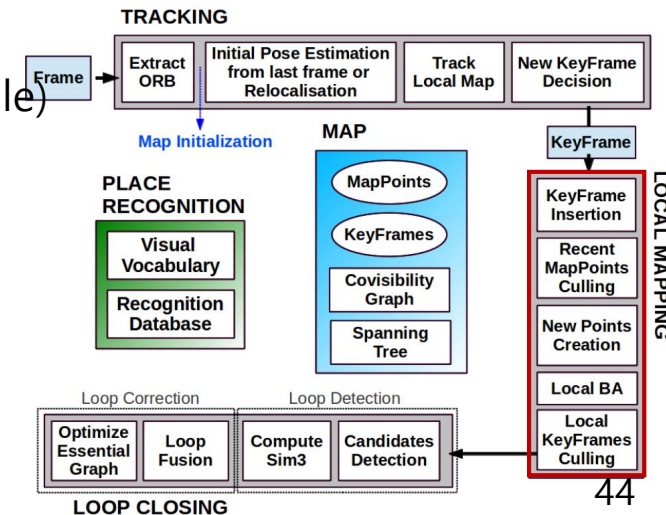 TRACKING
Frame
le)
Extract
ORB
Initial Pose Estimation
from last frame or
Relocalisation
Track
Local Map
New KeyFrame
Decision
Map Initialization
KeyFrame
MAP
MapPoints
KeyFrames
Covisibility
Graph
Spanning
Tree
PLACE
RECOGNITION
Visual
Vocabulary
Recognition
Database
LOCAL MAPPING
KeyFrame
Insertion
Recent
MapPoints
Culling
New Points
Creation
Local BA
Local
KeyFrames
Culling
Loop Correction
Loop Detection
Optimize
Essential
Graph
Loop
Fusion
Compute
Sim3
Candidates
Detection
LOOP CLOSING
44